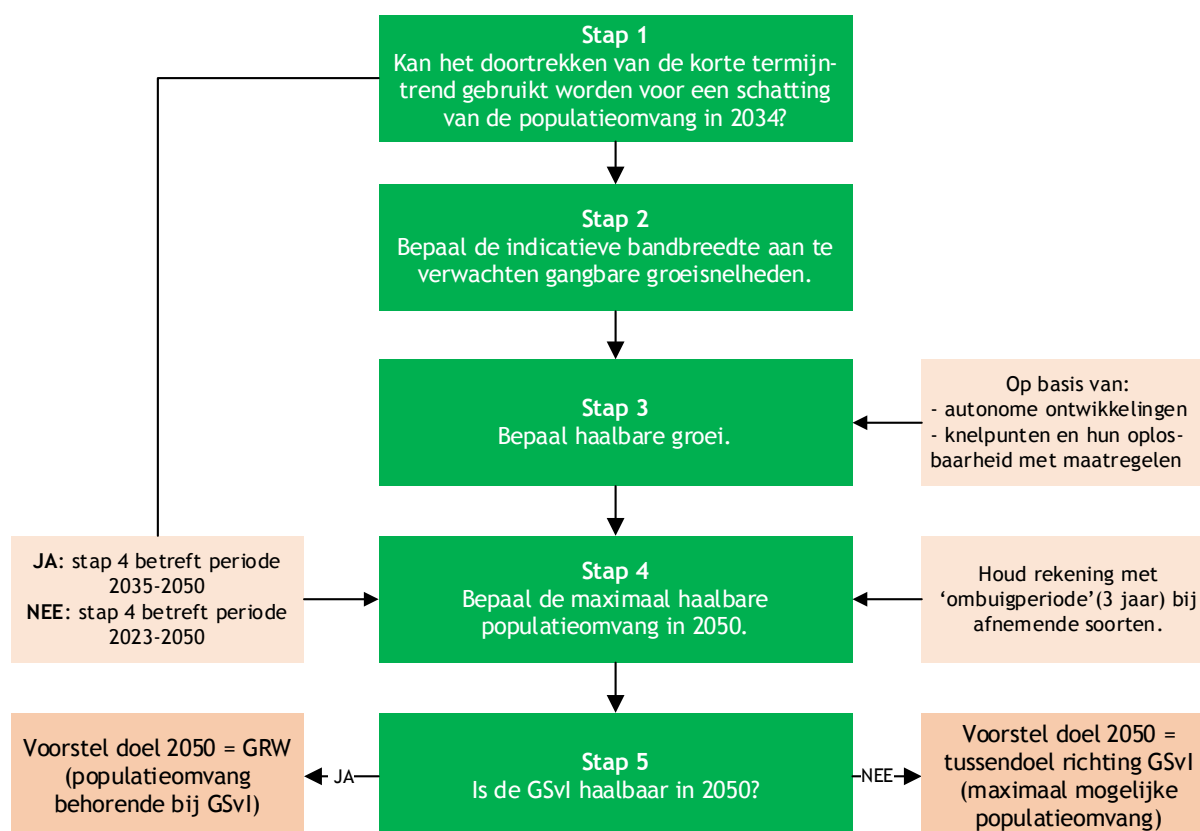 Stap 1
Kan het doortrekken van de korte termijn-
trend gebruikt worden voor een schatting
van de populatieomvang in 2034?
Stap 2
Bepaal de indicatieve bandbreedte aan te
verwachten gangbare groeisnelheden.
Stap 3
Bepaal haalbare groei.
Op basis van:
- autonome ontwikkelingen
- knelpunten en hun oplos-
baarheid met maatregelen
JA: stap 4 betreft periode
2035-2050
NEE: stap 4 betreft periode
2023-2050
Stap 4
Bepaal de maximaal haalbare
populatieomvang in 2050.
Houd rekening met
‘ombuigperiode’(3 jaar) bij
afnemende soorten.
Voorstel doel 2050 = GRW
(populatieomvang
behorende bij GSvI)
JA
Stap 5
Is de GSvI haalbaar in 2050?
NEE
Voorstel doel 2050 =
tussendoel richting GSvI
(maximaal mogelijke
populatieomvang)